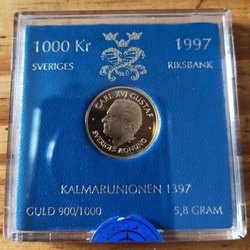 1000 Kr 1997
SVERIGES RIKSBANK
CARL XVI GUSTAF
SVERIGES KONUNG
KALMARUNIONEN 1397
GULD 900/1000 5,8 GRAM